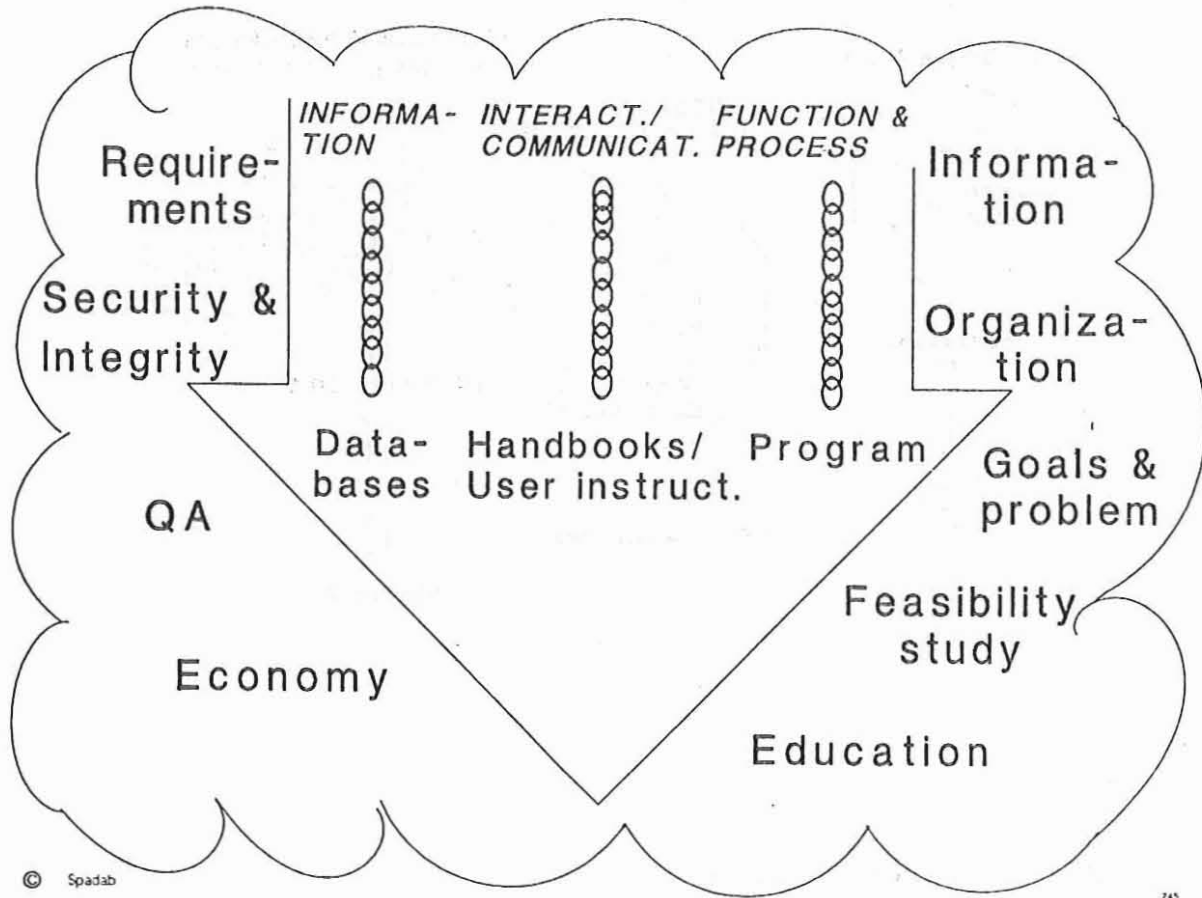 INFORMA-
TION
INTERACT./
COMMUNICAT.
FUNCTION &
PROCESS
Require-
ments
Security &
Integrity
QA
Economy
Data-
bases
Handbooks/
User instruct.
Program
Informa-
tion
Organiza-
tion
Goals &
problem
Feasibility
study
Education
© Spadab